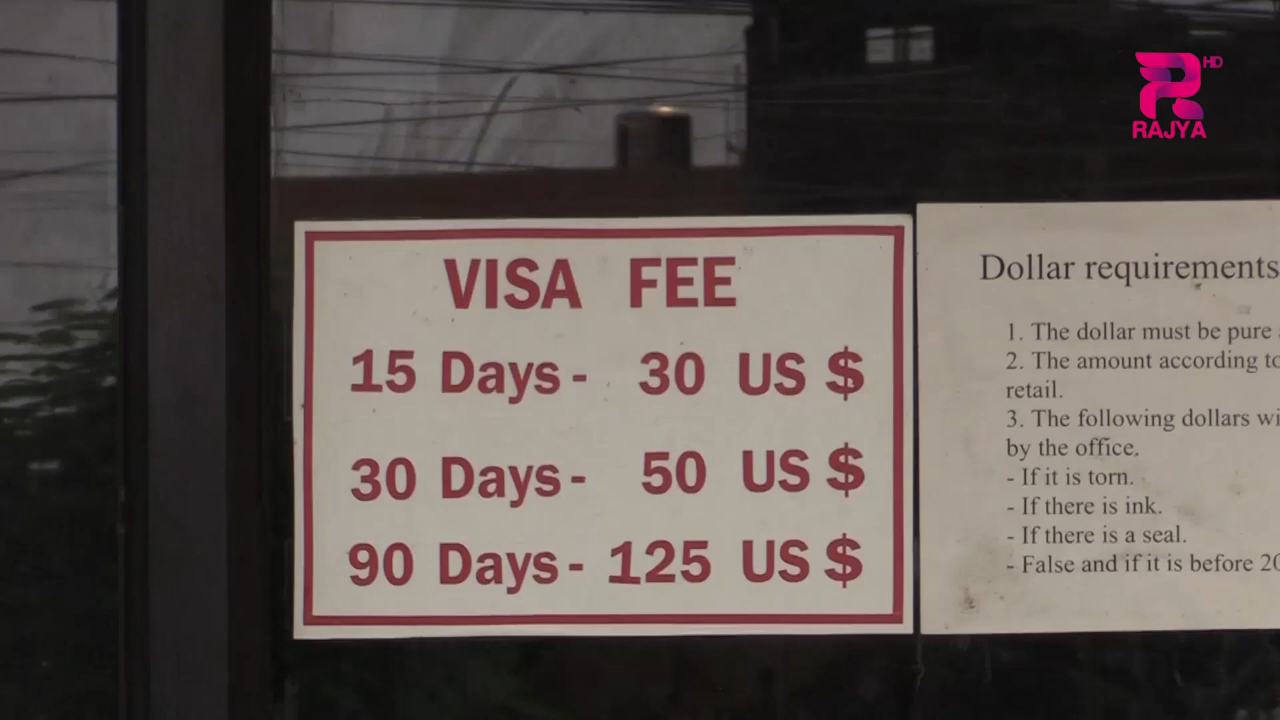 HD
RAJYA
VISA FEE
15 Days - 30 US $
30 Days - 50 US $
90 Days - 125 US $
Dollar requirements
1. The dollar must be pure
2. The amount according to
retail.
3. The following dollars
by the office.
- If it is torn.
- If there is ink.
- If there is a seal.
- False and if it is before